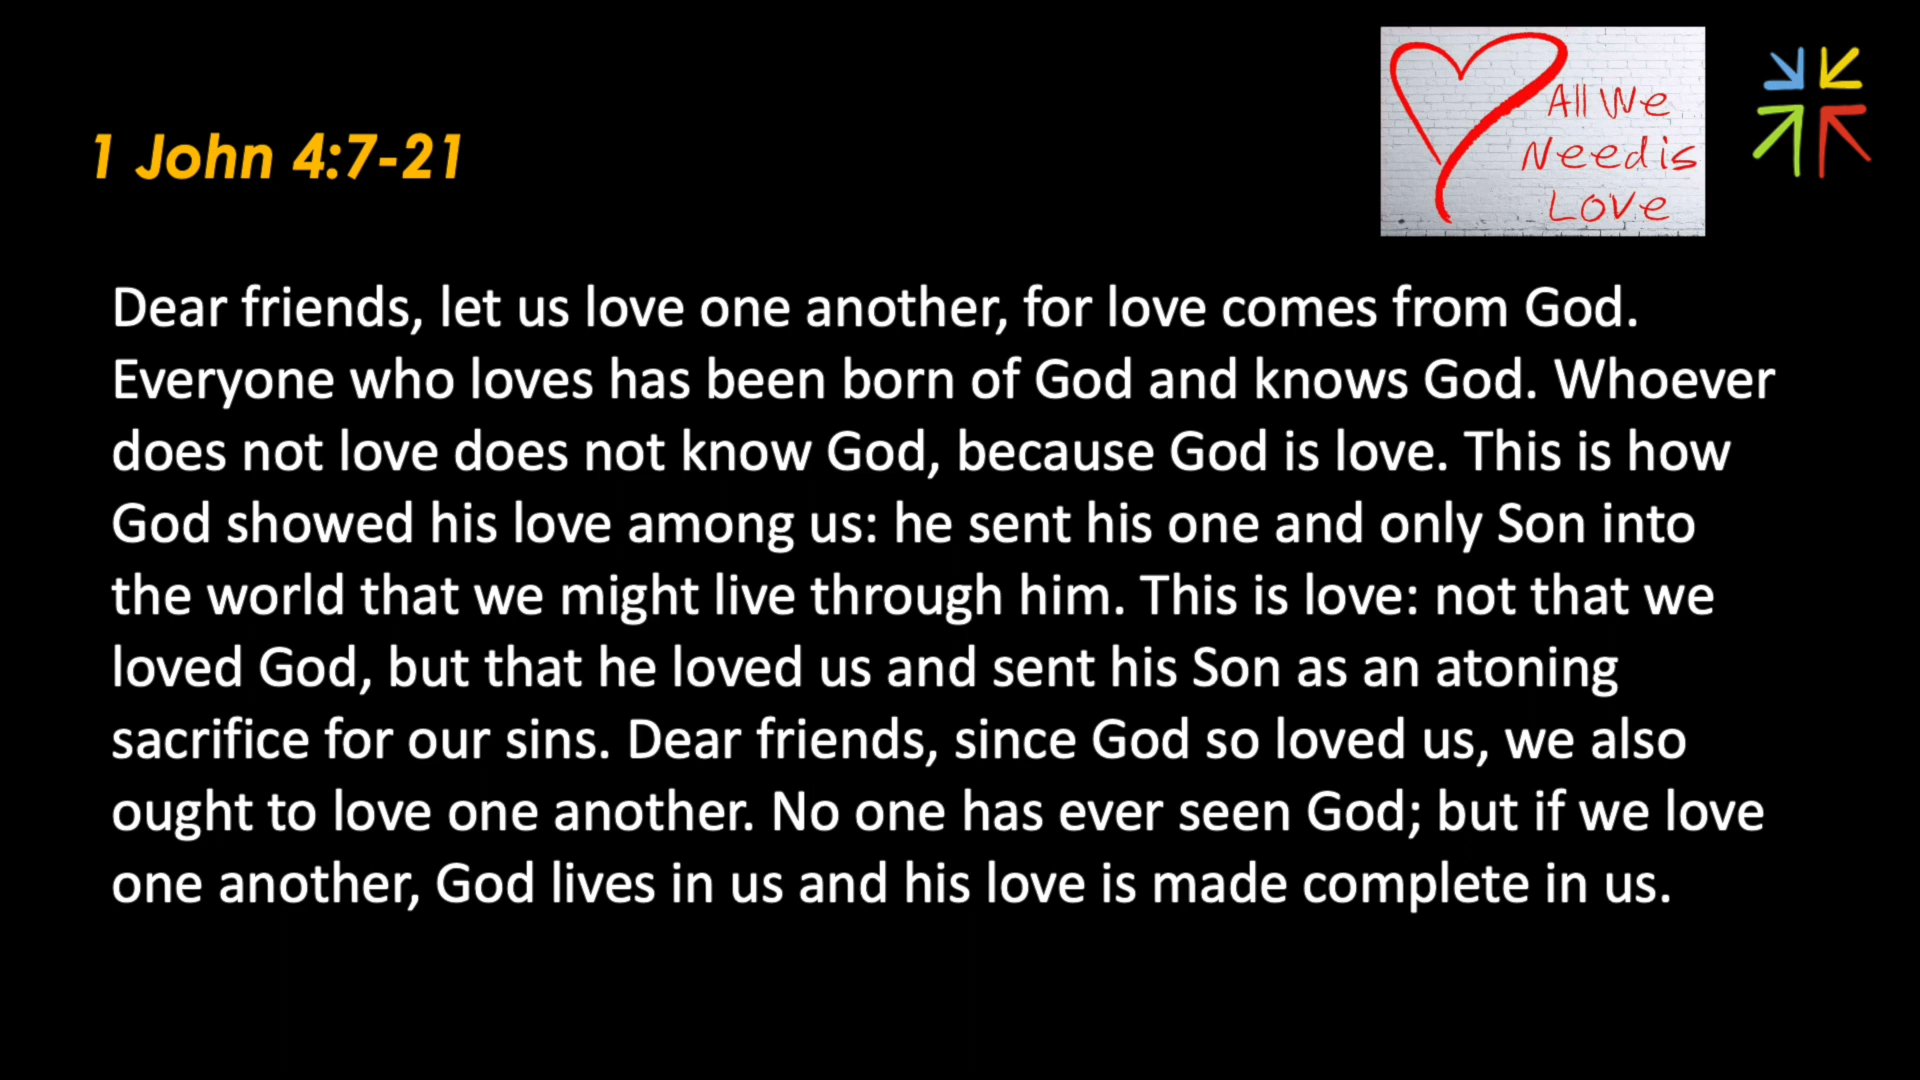 1 John 4:7-21
All We
Need is
Love
Dear friends, let us love one another, for love comes from God.
Everyone who loves has been born of God and knows God. Whoever
does not love does not know God, because God is love. This is how
God showed his love among us: he sent his one and only Son into
the world that we might live through him. This is love: not that we
loved God, but that he loved us and sent his Son as an atoning
sacrifice for our sins. Dear friends, since God so loved us, we also
ought to love one another. No one has ever seen God; but if we love
one another, God lives in us and his love is made complete in us.